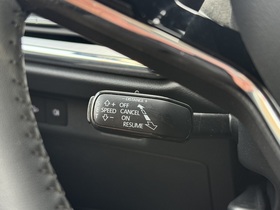 + OFF
SPEED CANCEL
- ON
RESUME